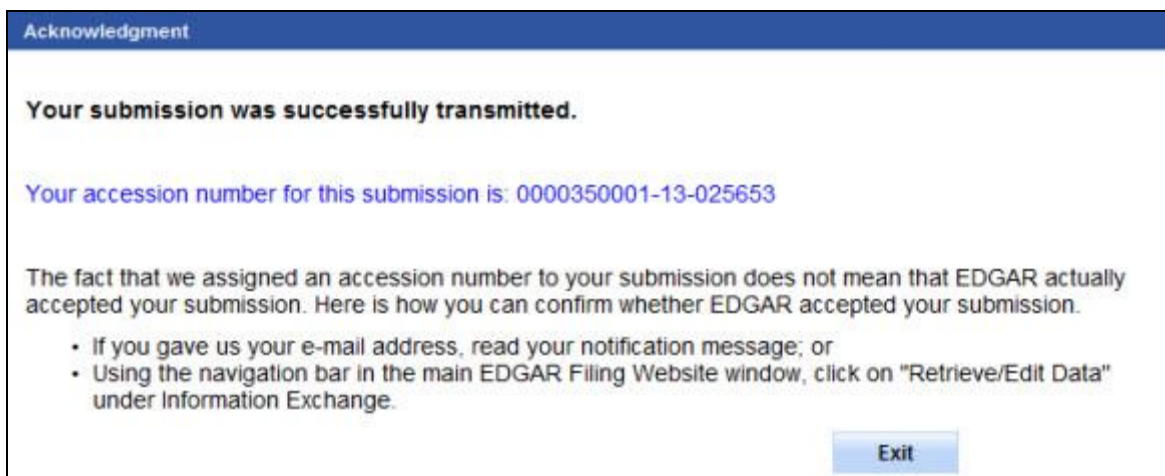 Acknowledgment
Your submission was successfully transmitted.
Your accession number for this submission is: 0000350001-13-025653
The fact that we assigned an accession number to your submission does not mean that EDGAR actually
accepted your submission. Here is how you can confirm whether EDGAR accepted your submission.
• If you gave us your e-mail address, read your notification message; or
• Using the navigation bar in the main EDGAR Filing Website window, click on "Retrieve/Edit Data"
under Information Exchange.
Exit